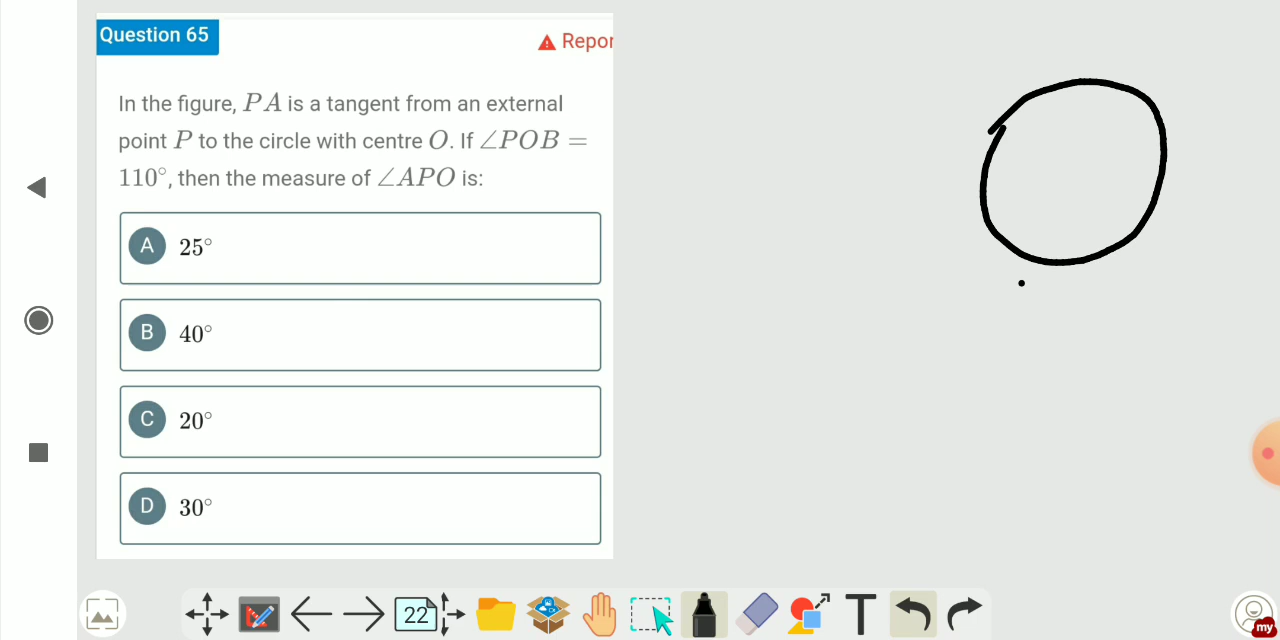 Question 65
Repor
In the figure, PA is a tangent from an external
point P to the circle with centre O. If ∠POB =
110°, then the measure of ∠APO is:
A 25°
B 40°
C 20°
D 30°
22
T
my